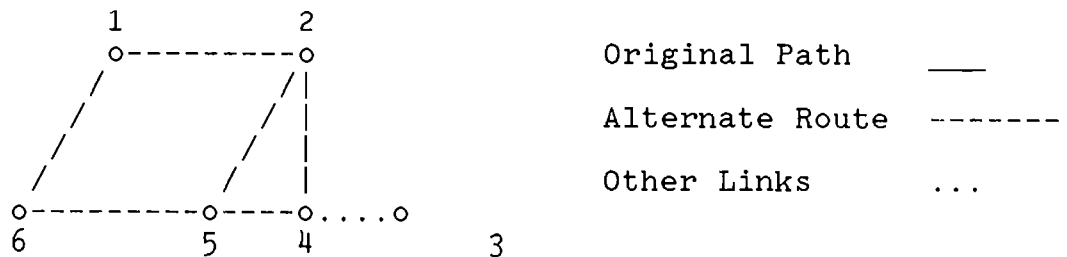 1 2
Original Path ___
Alternate Route -------
Other Links ...
6 5 4 3